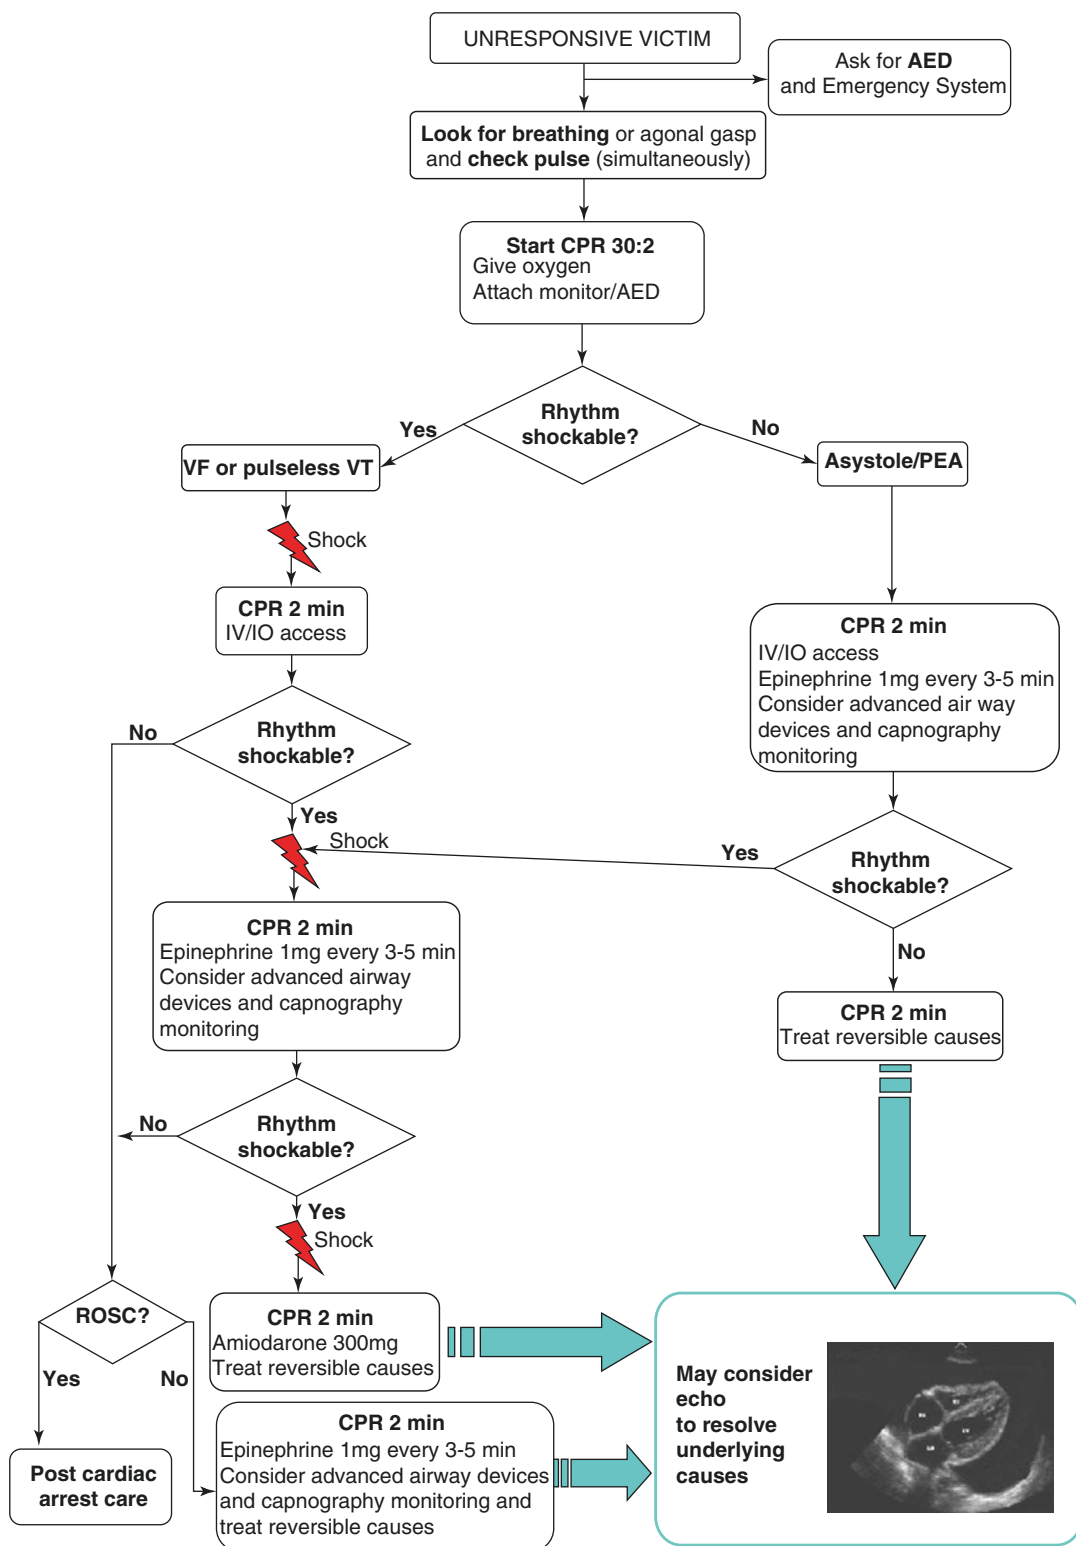 UNRESPONSIVE VICTIM
Ask for AED
and Emergency System
Look for breathing or agonal gasp
and check pulse (simultaneously)
Start CPR 30:2
Give oxygen
Attach monitor/AED
Rhythm
shockable?
Yes
No
VF or pulseless VT
Asystole/PEA
Shock
CPR 2 min
IV/IO access
CPR 2 min
IV/IO access
Epinephrine 1mg every 3-5 min
Consider advanced air way
devices and capnography
monitoring
Rhythm
shockable?
No
Yes
Shock
Rhythm
shockable?
Yes
No
CPR 2 min
Epinephrine 1mg every 3-5 min
Consider advanced airway
devices and capnography
monitoring
CPR 2 min
Treat reversible causes
Rhythm
shockable?
No
Yes
Shock
ROSC?
Yes
No
CPR 2 min
Amiodarone 300mg
Treat reversible causes
Post cardiac
arrest care
CPR 2 min
Epinephrine 1mg every 3-5 min
Consider advanced airway devices
and capnography monitoring and
treat reversible causes
May consider
echo
to resolve
underlying
causes